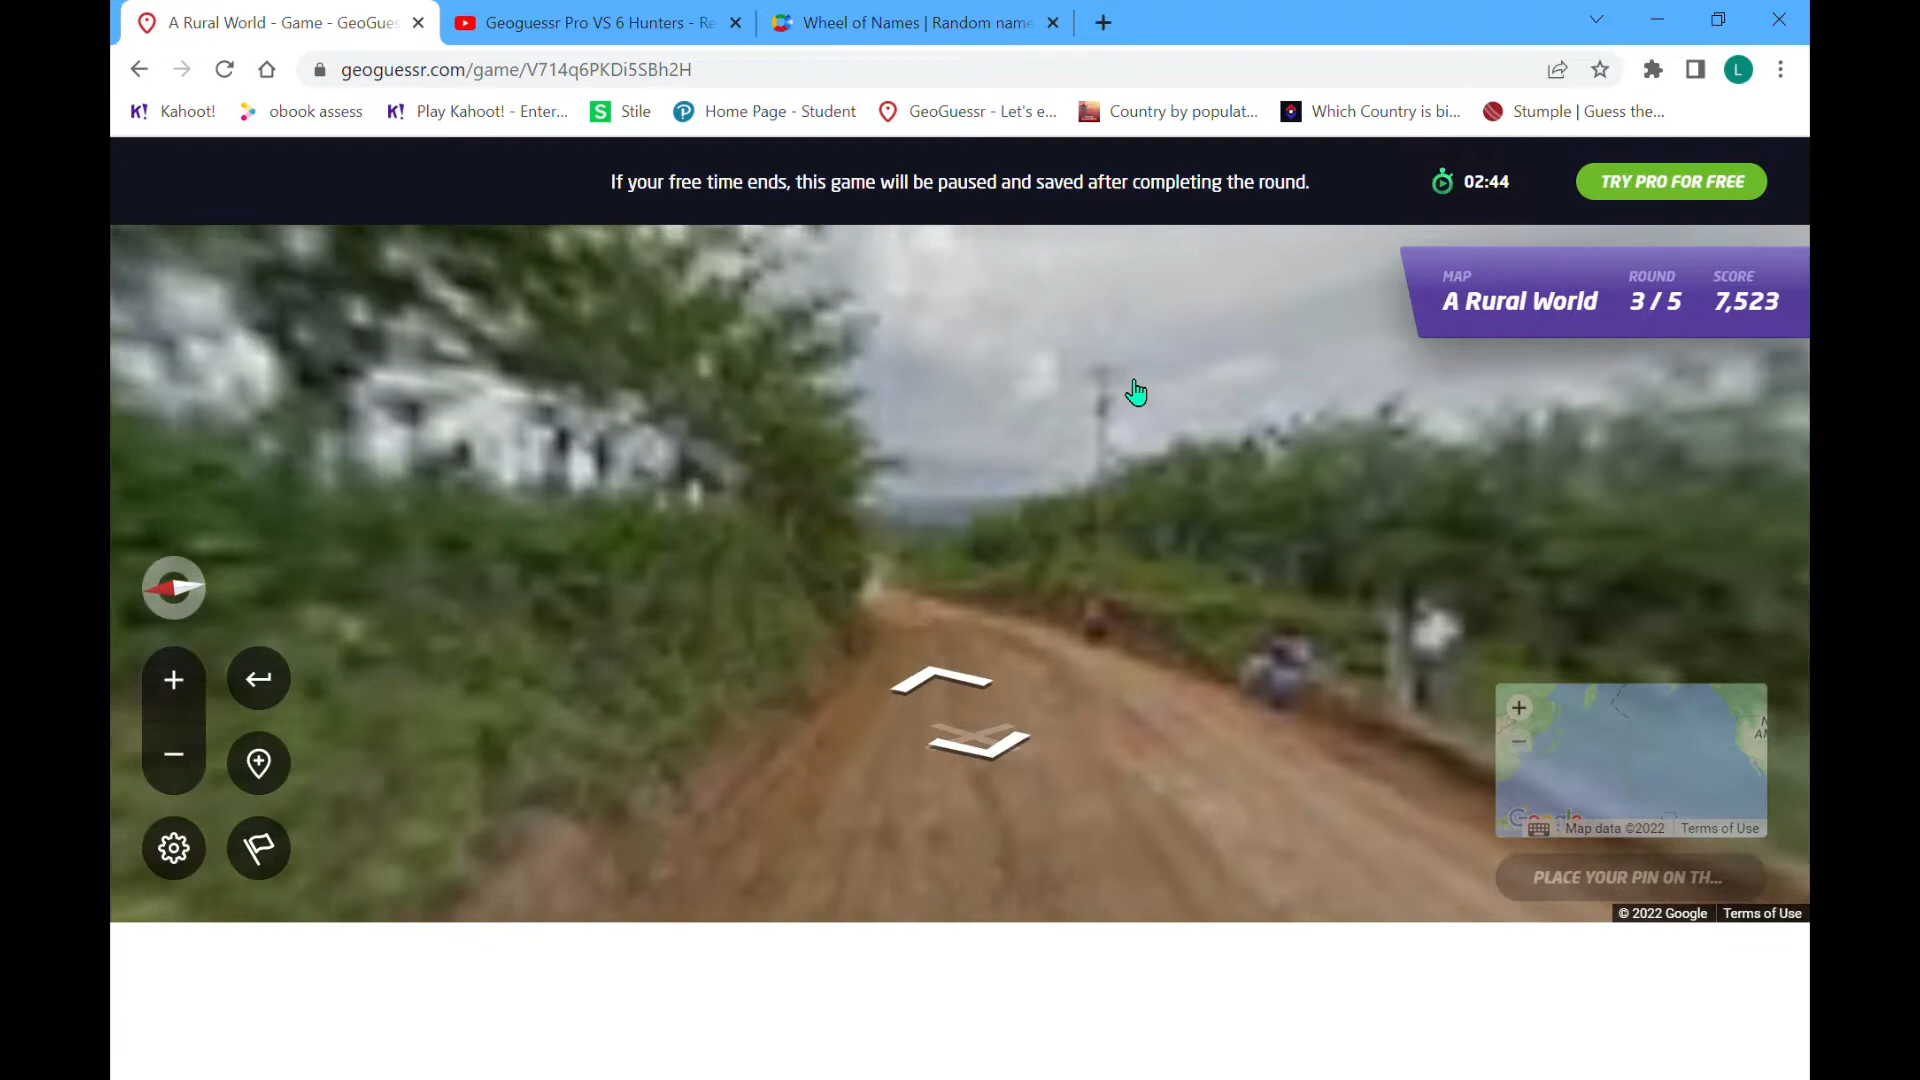 A Rural World - Game - GeoGues
Geoguessr Pro VS 6 Hunters - Re
Wheel of Names | Random name
geoguessr.com/game/V714q6PKDi5SBh2H
L
K! Kahoot!
obook assess
K! Play Kahoot! - Enter...
S Stile
P Home Page - Student
GeoGuessr - Let's e...
Country by populat...
Which Country is bi...
Stumple | Guess the...
If your free time ends, this game will be paused and saved after completing the round.
02:44
TRY PRO FOR FREE
MAP ROUND SCORE
A Rural World 3 / 5 7,523
Google
Map data ©2022 Terms of Use
PLACE YOUR PIN ON TH...
© 2022 Google Terms of Use